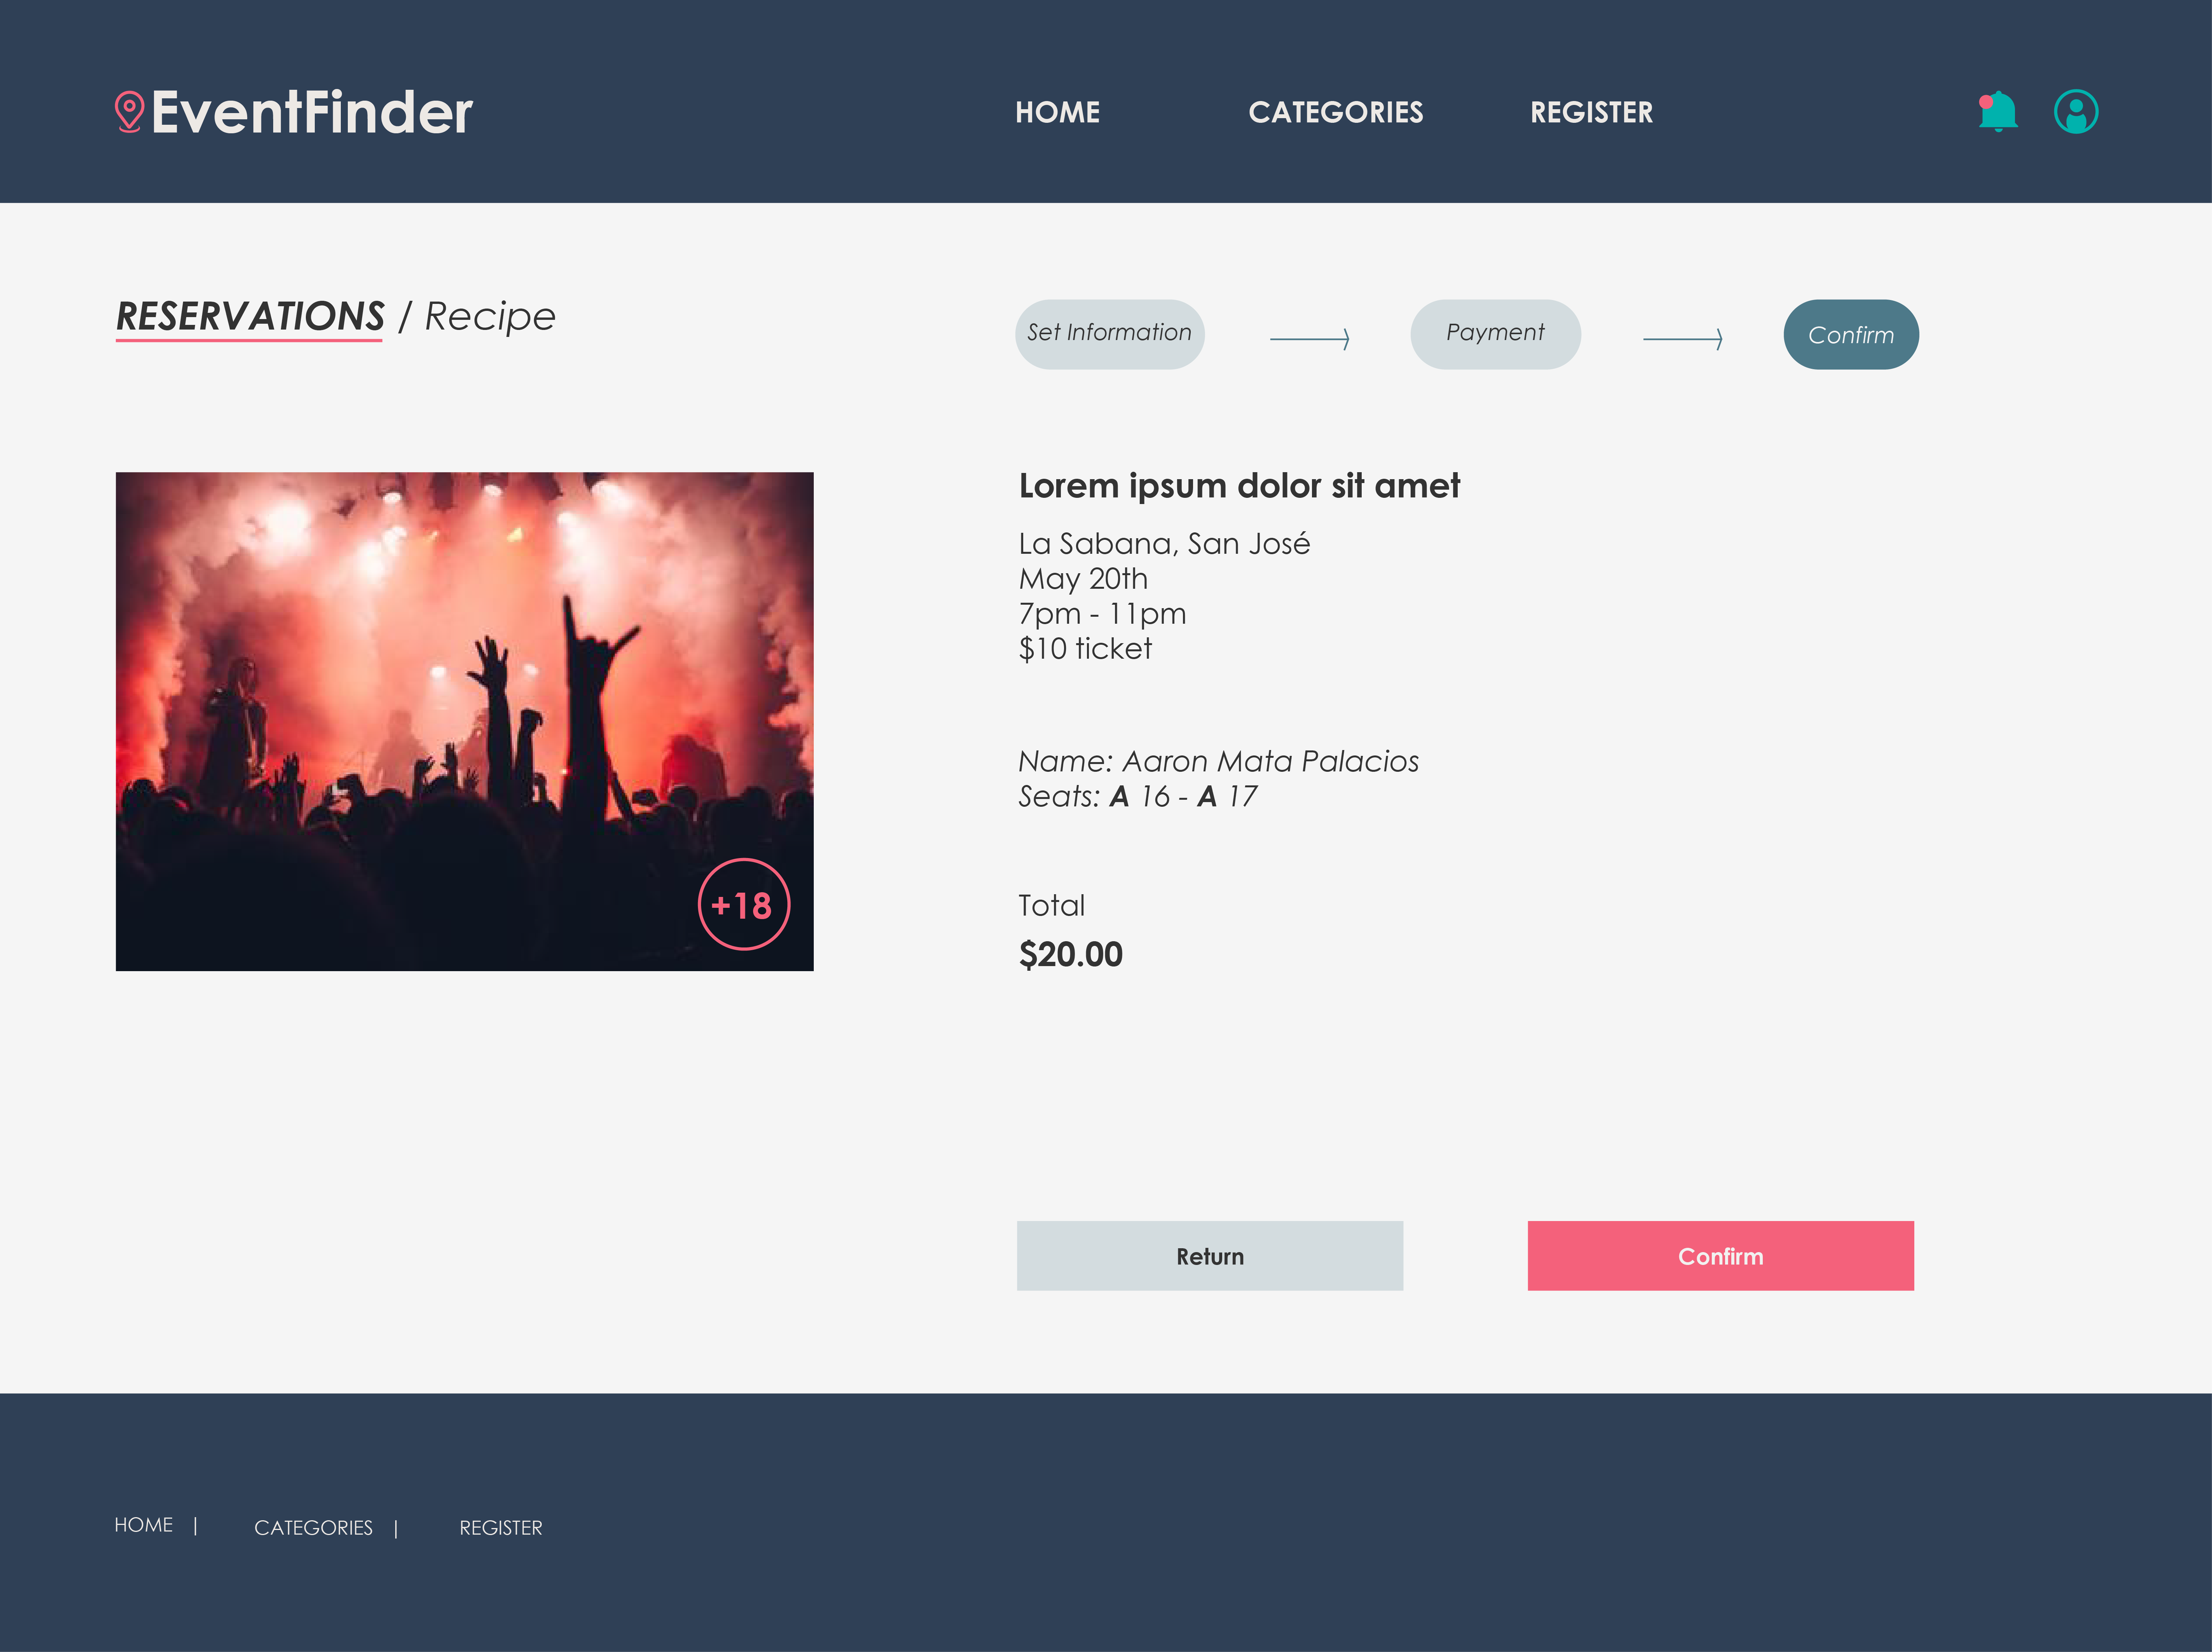 EventFinder
HOME CATEGORIES REGISTER
RESERVATIONS / Recipe
Set Information Payment Confirm
Lorem ipsum dolor sit amet
La Sabana, San José
May 20th
7pm - 11pm
$10 ticket
Name: Aaron Mata Palacios
Seats: A 16 - A 17
+18
Total
$20.00
Return Confirm
HOME | CATEGORIES | REGISTER